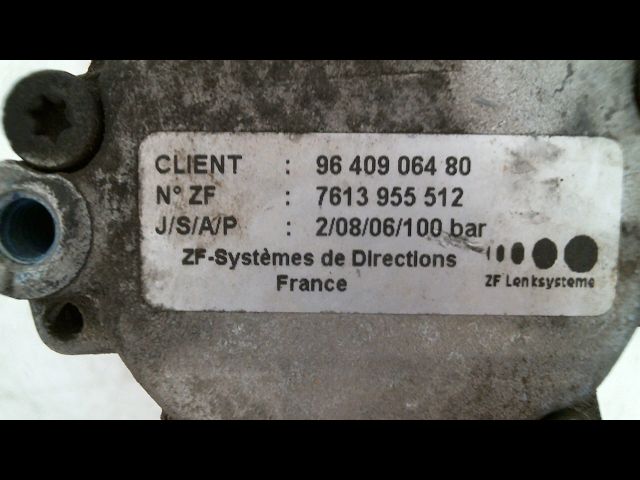 CLIENT : 96 409 064 80
N° ZF : 7613 955 512
J/S/A/P : 2/08/06/100 bar
ZF-Systèmes de Directions
France
ZF Lenksysteme